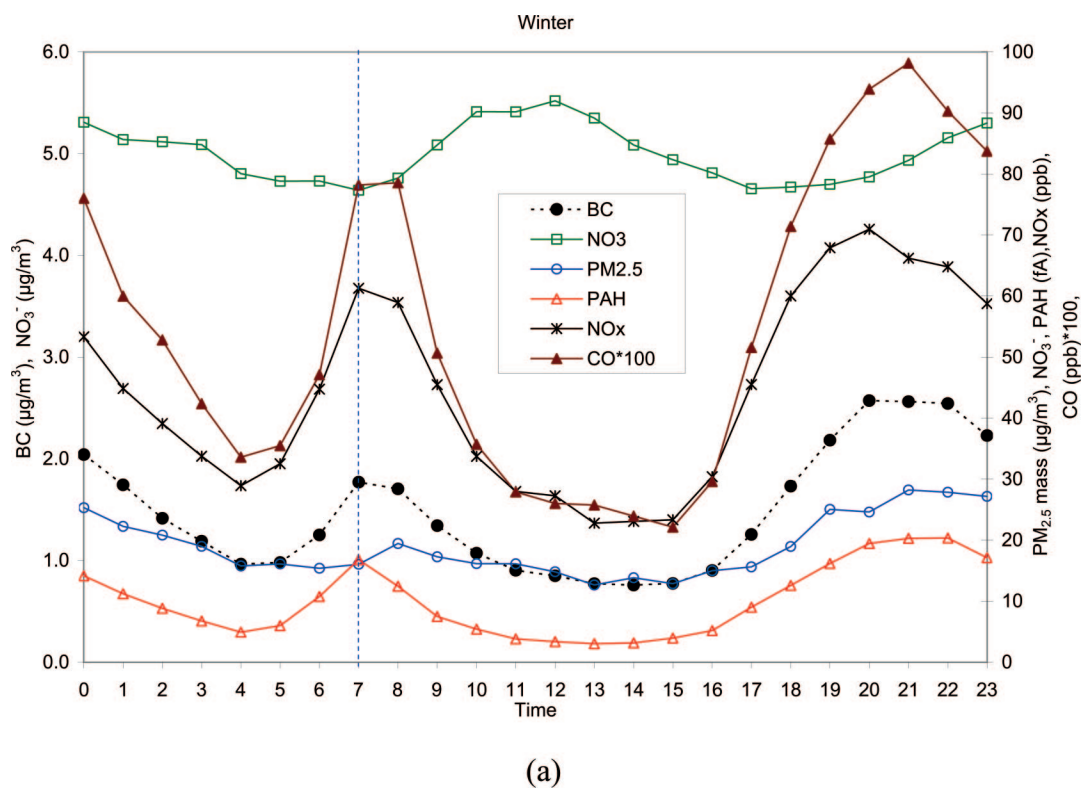 Winter
6.0
5.0
4.0
3.0
2.0
1.0
0.0
BC (µg/m³), NO₃⁻ (µg/m³)
100
90
80
70
60
50
40
30
20
10
0
PM₂.₅ mass (µg/m³), NO₃⁻, PAH (fA),NOx (ppb),
CO (ppb)*100,
BC
NO3
PM2.5
PAH
NOx
CO*100
0 1 2 3 4 5 6 7 8 9 10 11 12 13 14 15 16 17 18 19 20 21 22 23
Time
(a)